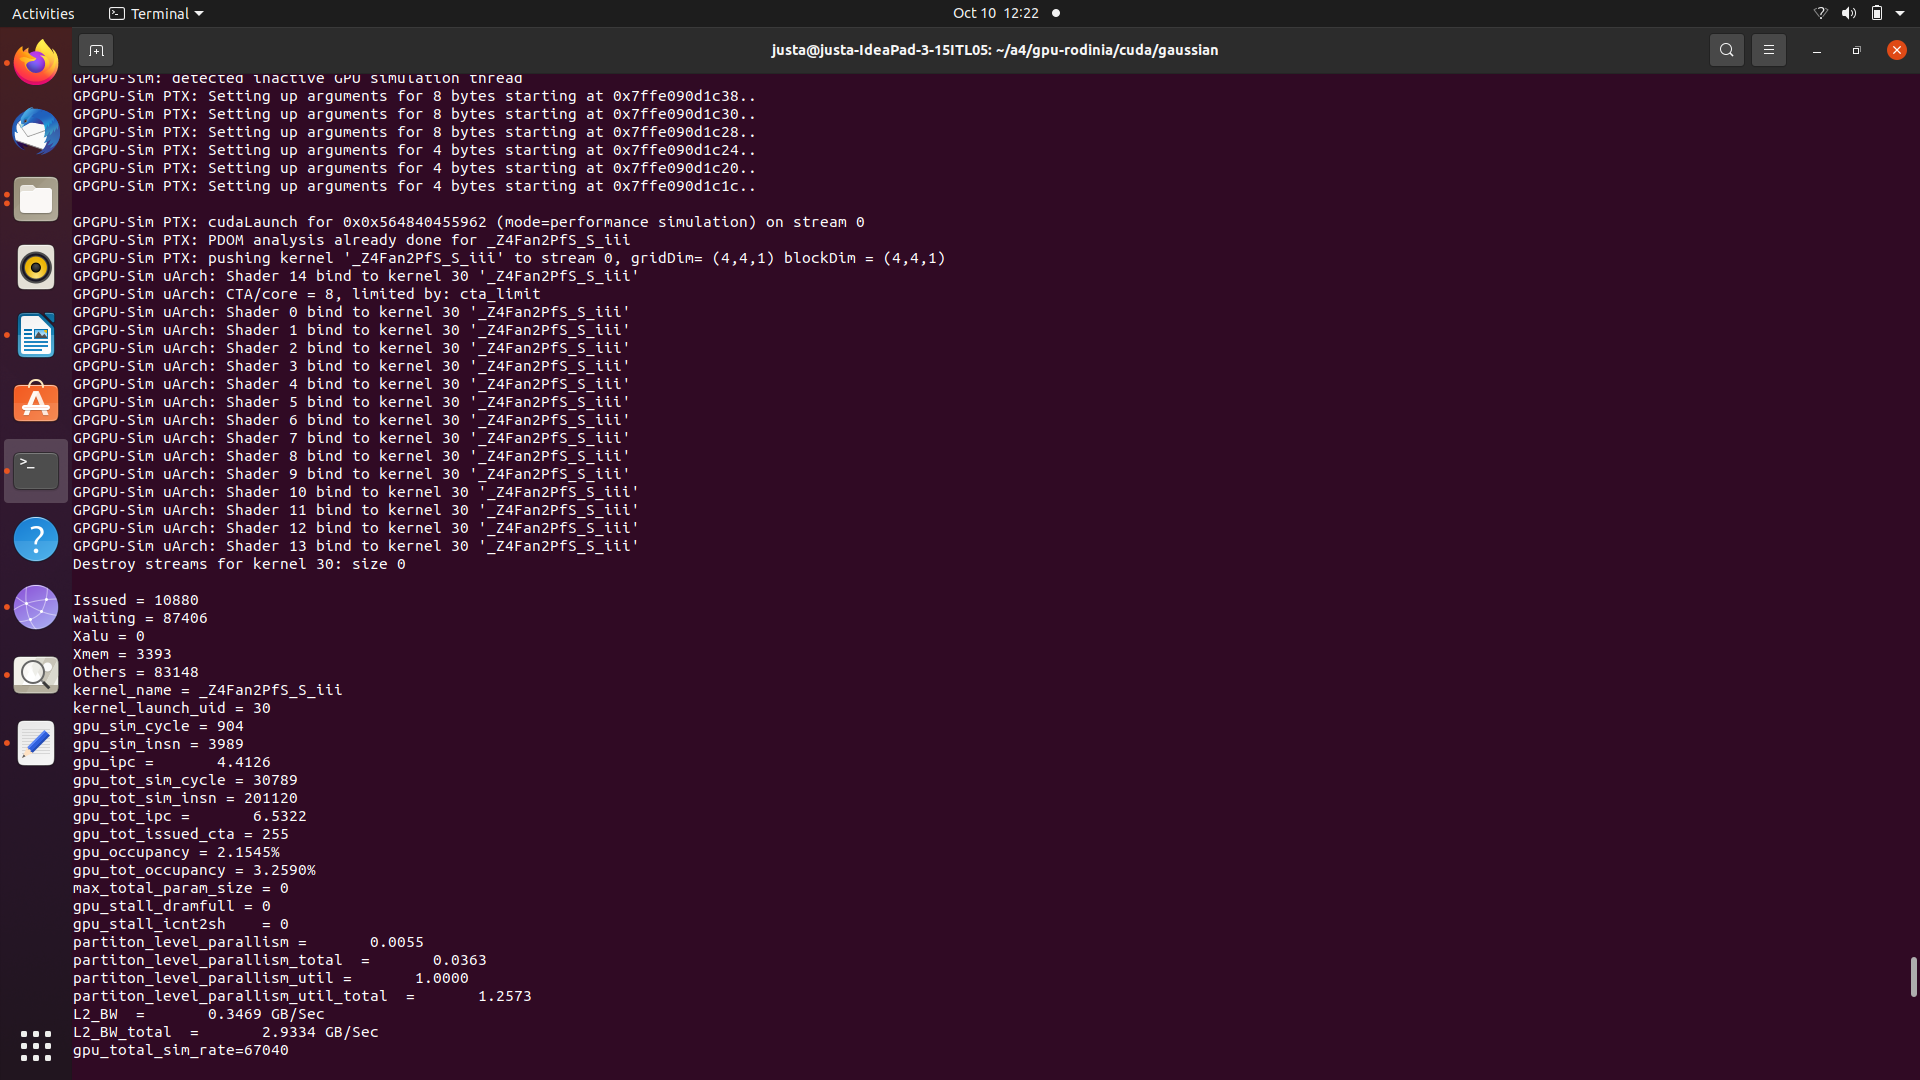 Activities
Terminal
Oct 10 12:22
justa@justa-IdeaPad-3-15ITL05: ~/a4/gpu-rodinia/cuda/gaussian
GPGPU-Sim: detected inactive GPU simulation thread
GPGPU-Sim PTX: Setting up arguments for 8 bytes starting at 0x7ffe090d1c38..
GPGPU-Sim PTX: Setting up arguments for 8 bytes starting at 0x7ffe090d1c30..
GPGPU-Sim PTX: Setting up arguments for 8 bytes starting at 0x7ffe090d1c28..
GPGPU-Sim PTX: Setting up arguments for 4 bytes starting at 0x7ffe090d1c24..
GPGPU-Sim PTX: Setting up arguments for 4 bytes starting at 0x7ffe090d1c20..
GPGPU-Sim PTX: Setting up arguments for 4 bytes starting at 0x7ffe090d1c1c..
GPGPU-Sim PTX: cudaLaunch for 0x0x564840455962 (mode=performance simulation) on stream 0
GPGPU-Sim PTX: PDOM analysis already done for _Z4Fan2PfS_S_iii
GPGPU-Sim PTX: pushing kernel '_Z4Fan2PfS_S_iii' to stream 0, gridDim= (4,4,1) blockDim = (4,4,1)
GPGPU-Sim uArch: Shader 14 bind to kernel 30 '_Z4Fan2PfS_S_iii'
GPGPU-Sim uArch: CTA/core = 8, limited by: cta_limit
GPGPU-Sim uArch: Shader 0 bind to kernel 30 '_Z4Fan2PfS_S_iii'
GPGPU-Sim uArch: Shader 1 bind to kernel 30 '_Z4Fan2PfS_S_iii'
GPGPU-Sim uArch: Shader 2 bind to kernel 30 '_Z4Fan2PfS_S_iii'
GPGPU-Sim uArch: Shader 3 bind to kernel 30 '_Z4Fan2PfS_S_iii'
GPGPU-Sim uArch: Shader 4 bind to kernel 30 '_Z4Fan2PfS_S_iii'
GPGPU-Sim uArch: Shader 5 bind to kernel 30 '_Z4Fan2PfS_S_iii'
GPGPU-Sim uArch: Shader 6 bind to kernel 30 '_Z4Fan2PfS_S_iii'
GPGPU-Sim uArch: Shader 7 bind to kernel 30 '_Z4Fan2PfS_S_iii'
GPGPU-Sim uArch: Shader 8 bind to kernel 30 '_Z4Fan2PfS_S_iii'
GPGPU-Sim uArch: Shader 9 bind to kernel 30 '_Z4Fan2PfS_S_iii'
GPGPU-Sim uArch: Shader 10 bind to kernel 30 '_Z4Fan2PfS_S_iii'
GPGPU-Sim uArch: Shader 11 bind to kernel 30 '_Z4Fan2PfS_S_iii'
GPGPU-Sim uArch: Shader 12 bind to kernel 30 '_Z4Fan2PfS_S_iii'
GPGPU-Sim uArch: Shader 13 bind to kernel 30 '_Z4Fan2PfS_S_iii'
Destroy streams for kernel 30: size 0
Issued = 10880
waiting = 87406
Xalu = 0
Xmem = 3393
Others = 83148
kernel_name = _Z4Fan2PfS_S_iii
kernel_launch_uid = 30
gpu_sim_cycle = 904
gpu_sim_insn = 3989
gpu_ipc =       4.4126
gpu_tot_sim_cycle = 30789
gpu_tot_sim_insn = 201120
gpu_tot_ipc =       6.5322
gpu_tot_issued_cta = 255
gpu_occupancy = 2.1545%
gpu_tot_occupancy = 3.2590%
max_total_param_size = 0
gpu_stall_dramfull = 0
gpu_stall_icnt2sh    = 0
partiton_level_parallism =       0.0055
partiton_level_parallism_total  =       0.0363
partiton_level_parallism_util =       1.0000
partiton_level_parallism_util_total  =       1.2573
L2_BW  =       0.3469 GB/Sec
L2_BW_total  =       2.9334 GB/Sec
gpu_total_sim_rate=67040